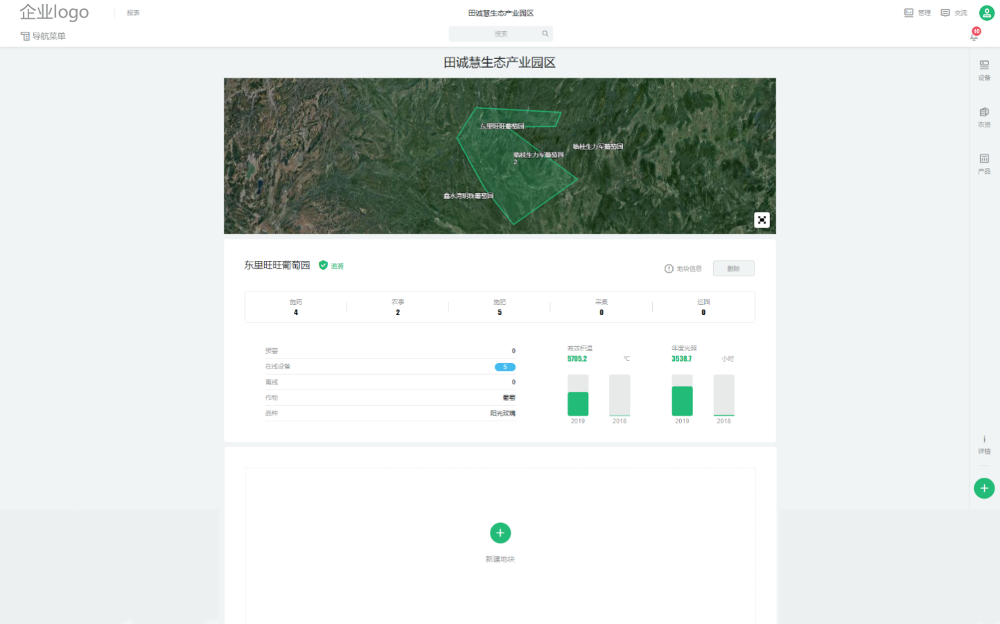 企业logo
报表
田诚慧生态产业园区
管理
交流
导航菜单
搜索
10
田诚慧生态产业园区
设备
农资
产品
东里旺旺葡萄园
临桂生力军葡萄园
临桂生力军葡萄园
2
鑫水湾明珠葡萄园
东里旺旺葡萄园
追溯
地块信息
删除
施药
农事
施肥
采集
巡园
4
2
5
0
0
预警
0
在线设备
5
离线
0
作物
葡萄
品种
阳光玫瑰
有效积温
5705.2
℃
2019
2018
年度光照
3538.7
小时
2019
2018
详情
新建地块